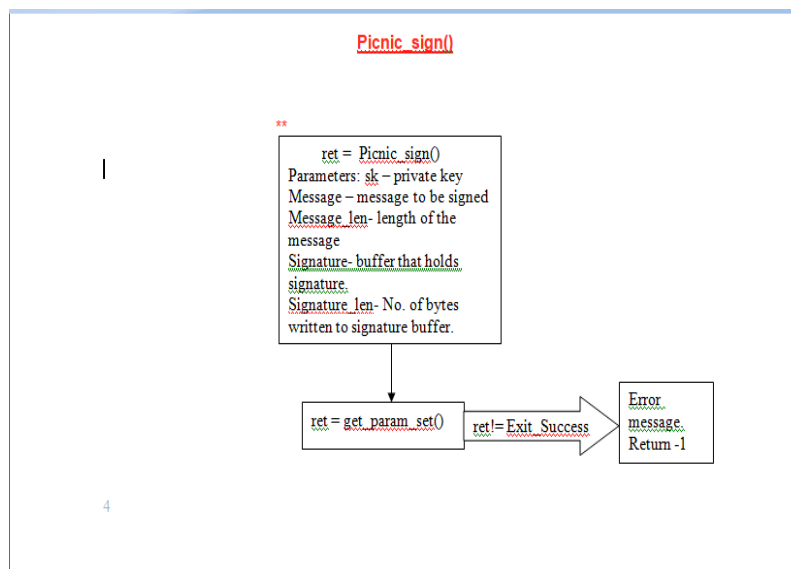 Picnic_sign()
**
ret = Picnic_sign()
Parameters: sk – private key
Message – message to be signed
Message_len- length of the
message
Signature- buffer that holds
signature.
Signature_len- No. of bytes
written to signature buffer.
ret = get_param_set()
ret!= Exit_Success
Error
message.
Return -1
4